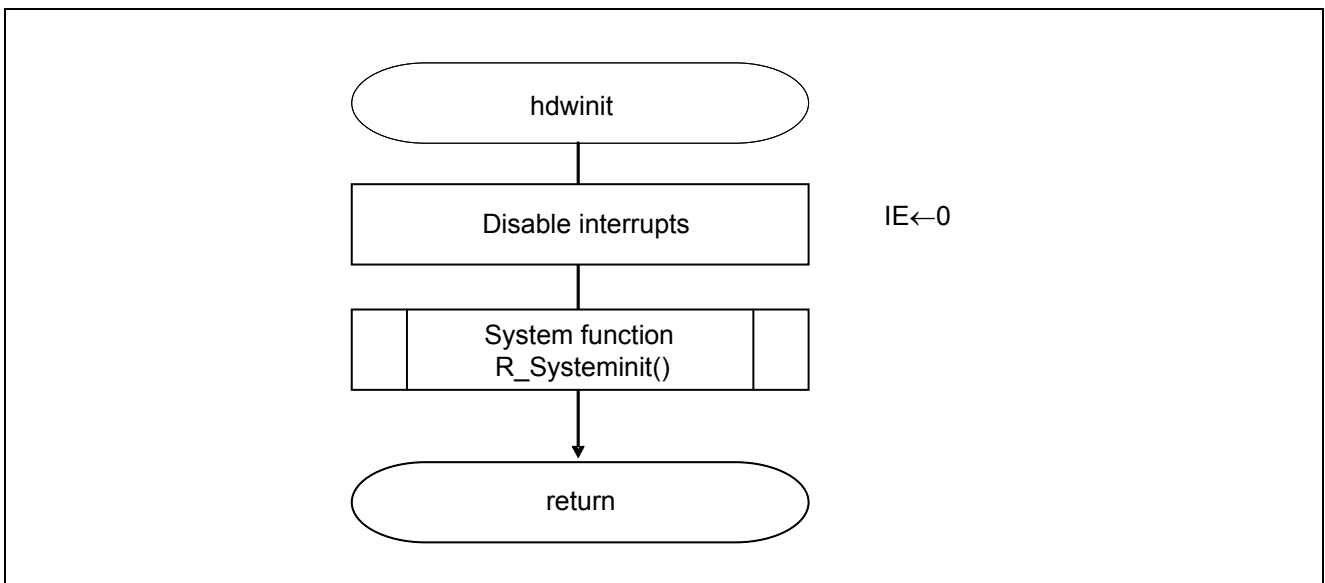 hdwinit
Disable interrupts
IE←0
System function
R_Systeminit()
return